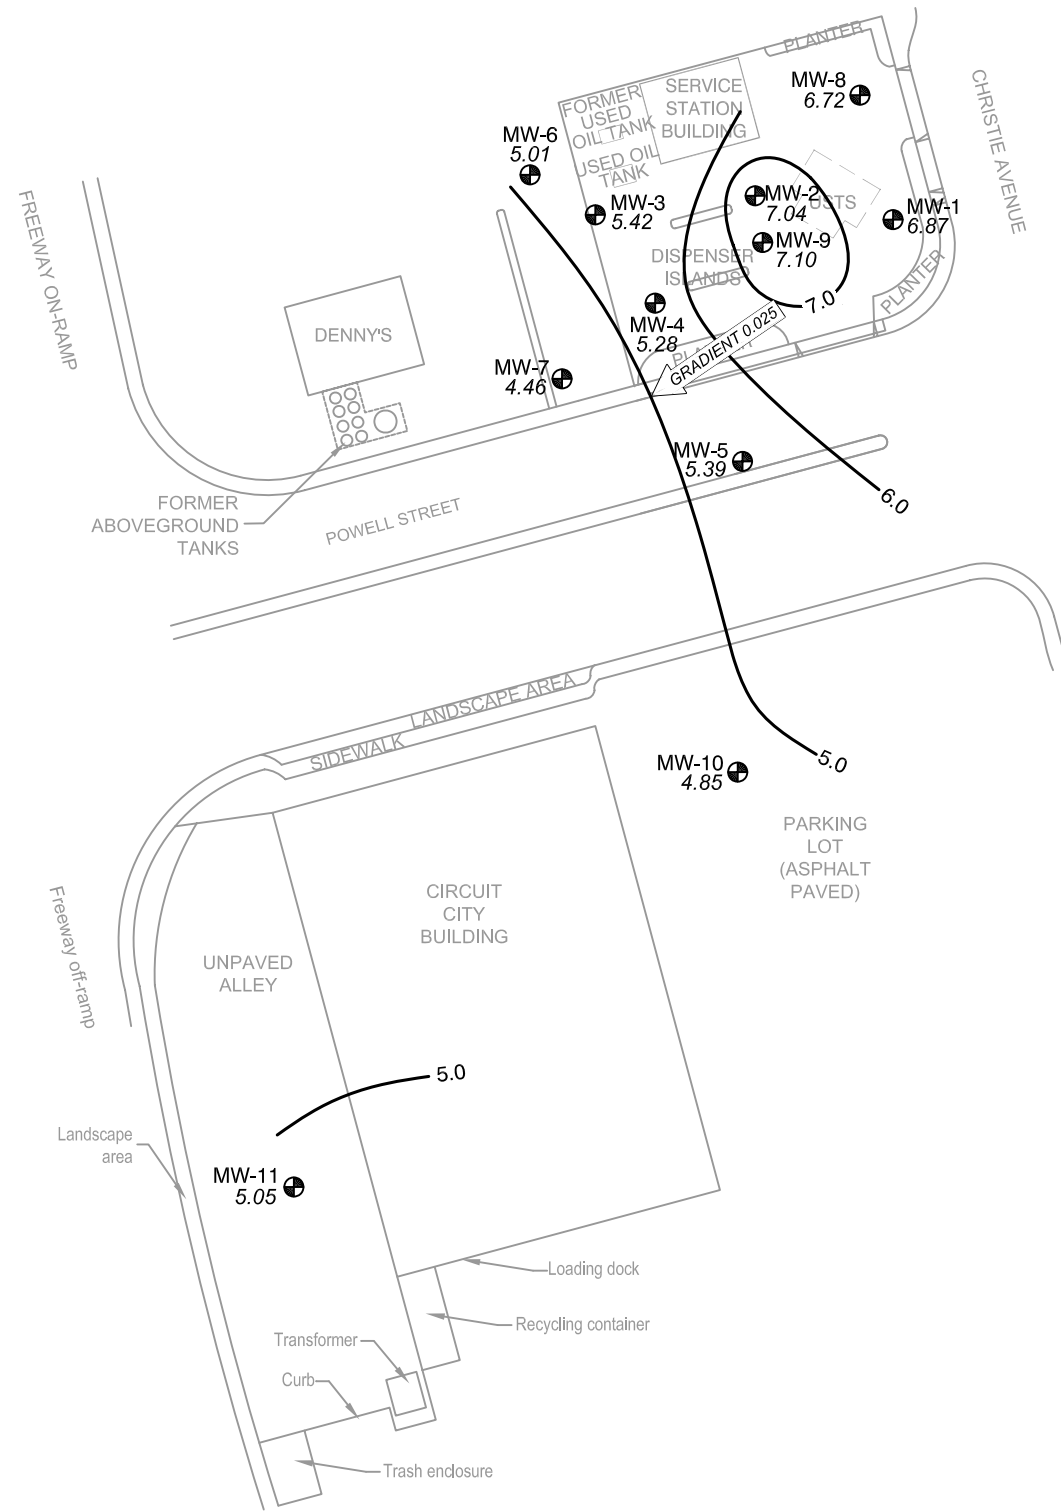 PLANTER
MW-8
6.72
CHRISTIE AVENUE
SERVICE
STATION
BUILDING
FORMER
USED
OIL TANK
USED OIL
TANK
MW-6
5.01
MW-3
5.42
MW-2
7.04
USTS
MW-1
6.87
MW-9
7.10
DISPENSER
ISLANDS
PLANTER
7.0
FREEWAY ON-RAMP
DENNY'S
MW-4
5.28
GRADIENT 0.025
MW-7
4.46
MW-5
5.39
6.0
FORMER
ABOVEGROUND
TANKS
POWELL STREET
LANDSCAPE AREA
SIDEWALK
MW-10
4.85
5.0
PARKING
LOT
(ASPHALT
PAVED)
CIRCUIT
CITY
BUILDING
Freeway off-ramp
UNPAVED
ALLEY
5.0
Landscape
area
MW-11
5.05
Loading dock
Recycling container
Transformer
Curb
Trash enclosure